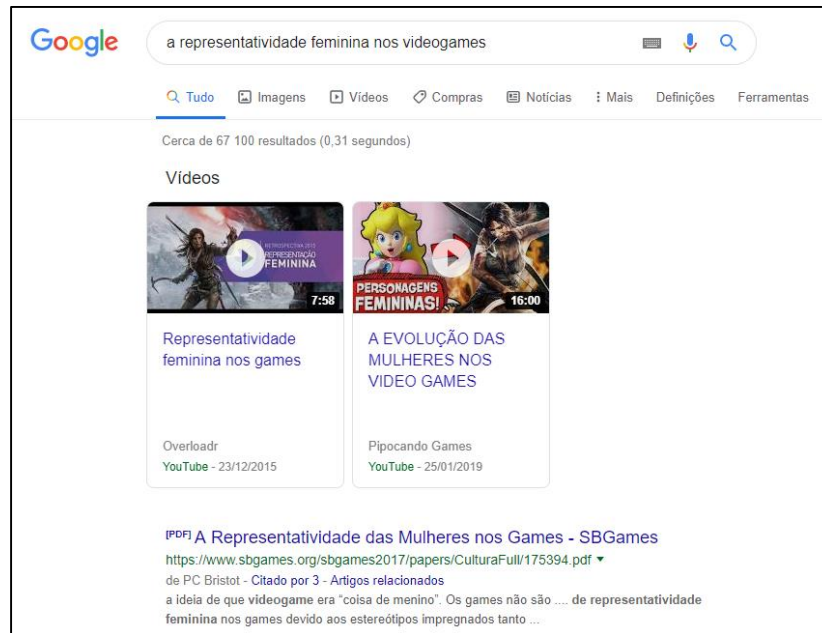 Google
a representatividade feminina nos videogames
Tudo Imagens Vídeos Compras Notícias Mais Definições Ferramentas
Cerca de 67 100 resultados (0,31 segundos)
Vídeos
RETROSPECTIVA 2015
REPRESENTAÇÃO
FEMININA
7:58
PERSONAGENS
FEMININAS!
16:00
Representatividade
feminina nos games
Overloadr
YouTube - 23/12/2015
A EVOLUÇÃO DAS
MULHERES NOS
VIDEO GAMES
Pipocando Games
YouTube - 25/01/2019
[PDF] A Representatividade das Mulheres nos Games - SBGames
https://www.sbgames.org/sbgames2017/papers/CulturaFull/175394.pdf
de PC Bristot - Citado por 3 - Artigos relacionados
a ideia de que videogame era “coisa de menino”. Os games não são .... de representatividade
feminina nos games devido aos estereótipos impregnados tanto ...